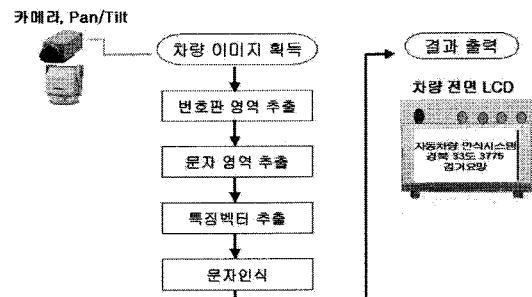 카메라, Pan/Tilt
차량 이미지 획득
번호판 영역 추출
문자 영역 추출
특징벡터 추출
문자인식
결과 출력
차량 전면 LCD
자동차량 인식시스템
경북 33도 3775
검거요망